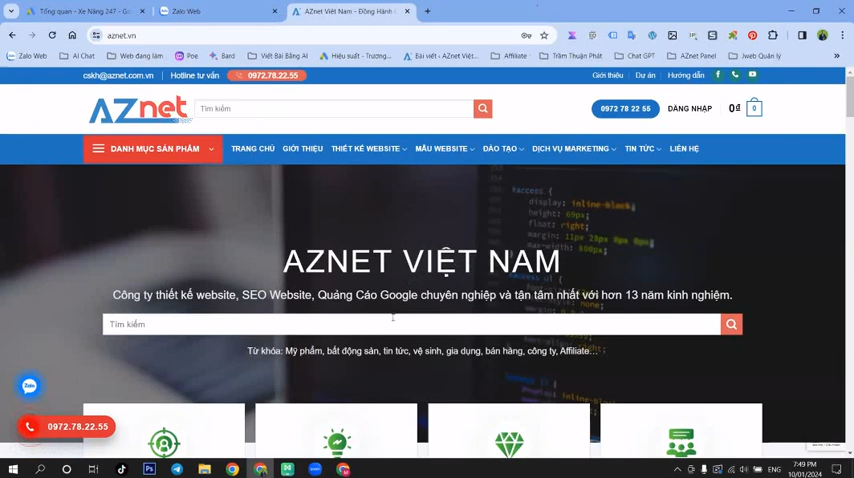 Tổng quan - Xe Nâng 247 - Go
Zalo Web
AZnet Việt Nam - Đồng Hành
aznet.vn
Zalo Web
AI Chat
Web đang làm
Poe
Bard
Viết Bài Bằng AI
Hiệu suất - Trương...
Bài viết - AZnet Việt...
Affiliate
Trầm Thuận Phát
Chat GPT
AZnet Panel
Jweb Quản lý
cskh@aznet.com.vn
Hotline tư vấn
0972.78.22.55
Giới thiệu
Dự án
Hướng dẫn
AZnet
Tìm kiếm
0972 78 22 55
ĐĂNG NHẬP
0₫
0
DANH MỤC SẢN PHẨM
TRANG CHỦ
GIỚI THIỆU
THIẾT KẾ WEBSITE
MẪU WEBSITE
ĐÀO TẠO
DỊCH VỤ MARKETING
TIN TỨC
LIÊN HỆ
AZNET VIỆT NAM
Công ty thiết kế website, SEO Website, Quảng Cáo Google chuyên nghiệp và tận tâm nhất với hơn 13 năm kinh nghiệm.
Tìm kiếm
Từ khóa: Mỹ phẩm, bất động sản, tin tức, vệ sinh, gia dụng, bán hàng, công ty, Affiliate...
Zalo
0972.78.22.55
ENG
7:49 PM
10/01/2024